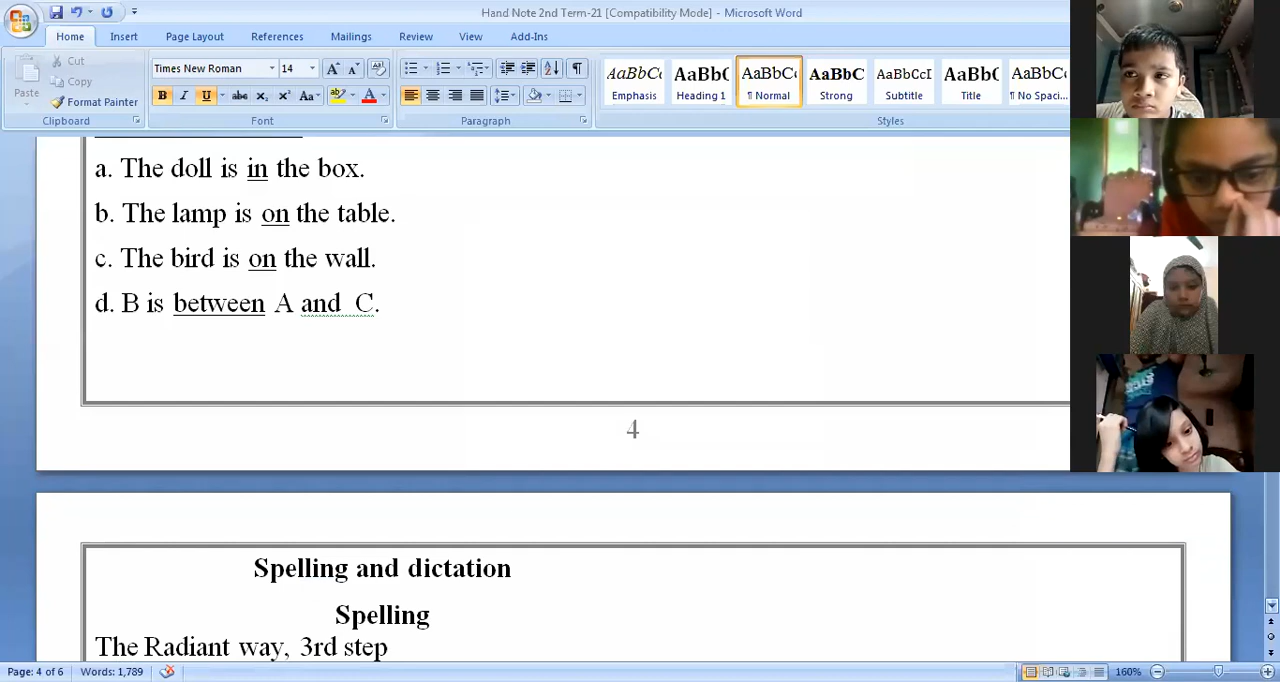 Hand Note 2nd Term-21 [Compatibility Mode] - Microsoft Word
Home Insert Page Layout References Mailings Review View Add-Ins
Cut
Copy
Paste
Format Painter
Clipboard
Times New Roman 14
Font
Paragraph
AaBbC AaBbC AaBbC AaBbC AaBbCcI AaBb( AaBbC
Emphasis Heading 1 ¶ Normal Strong Subtitle Title ¶ No Spaci...
Styles
a. The doll is in the box.
b. The lamp is on the table.
c. The bird is on the wall.
d. B is between A and C.
4
Spelling and dictation
Spelling
The Radiant way, 3rd step
Page: 4 of 6 Words: 1,789 160%